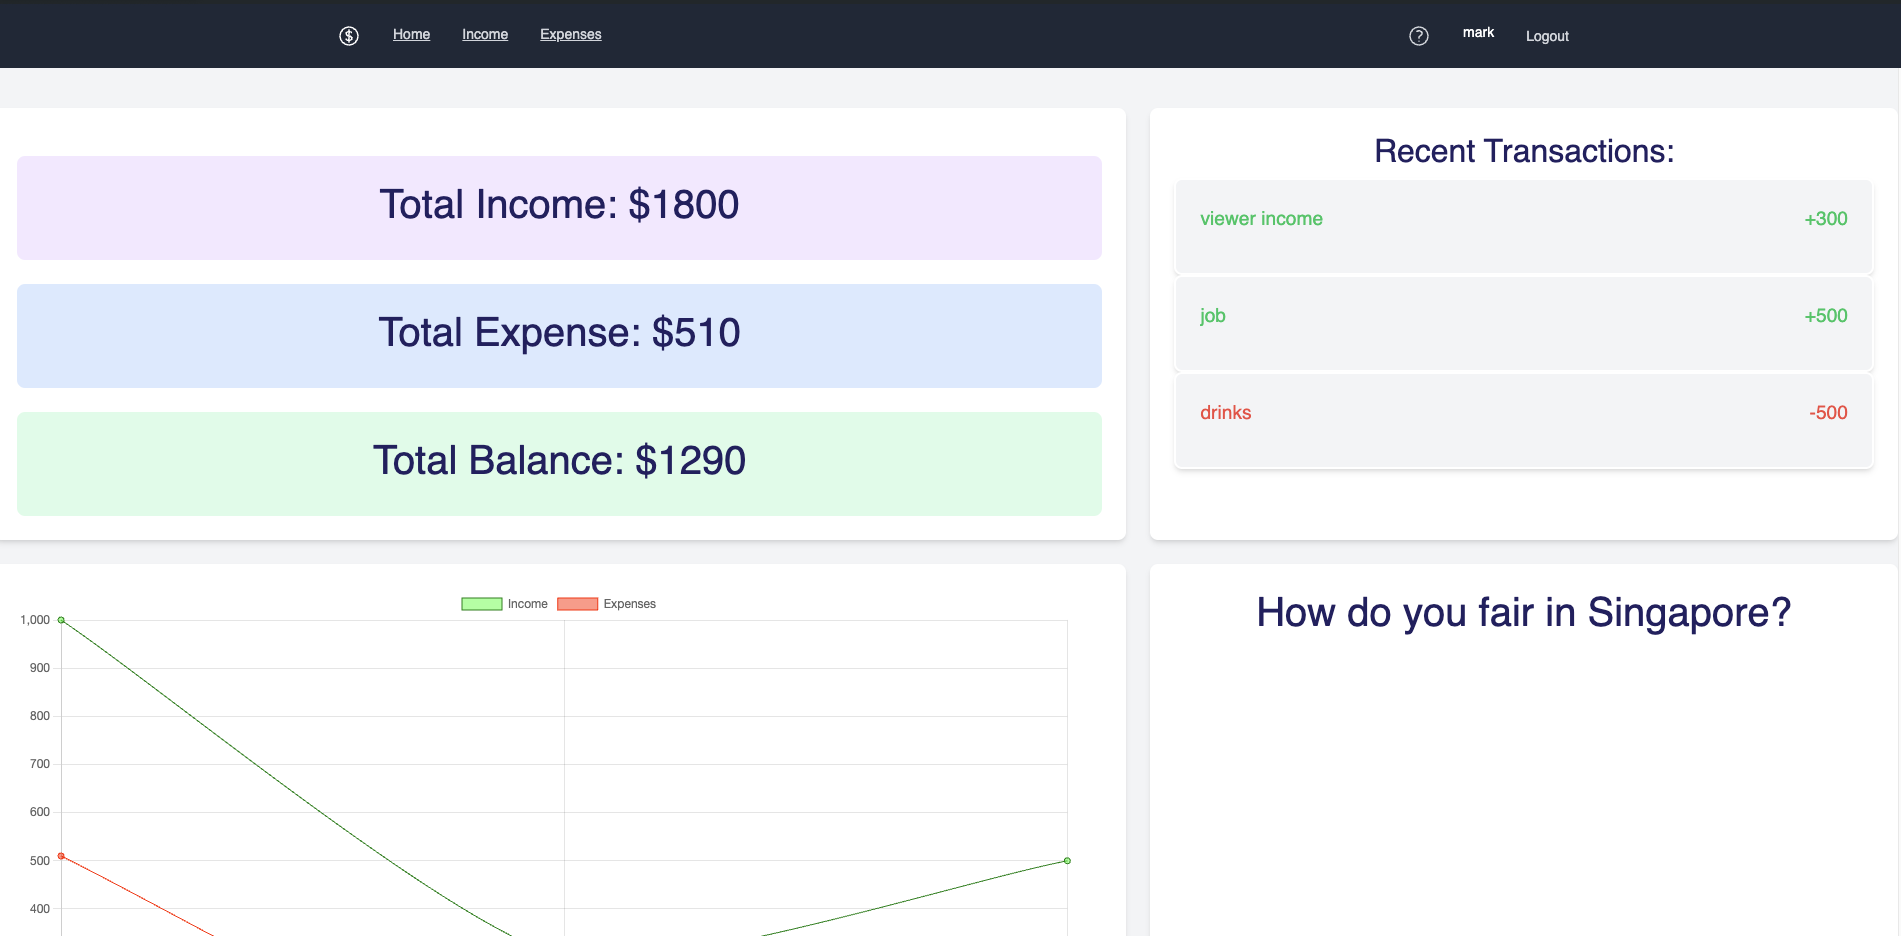 $ Home Income Expenses ? mark Logout
Total Income: $1800
Total Expense: $510
Total Balance: $1290
Recent Transactions:
viewer income +300
job +500
drinks -500
Income Expenses
1,000
900
800
700
600
500
400
How do you fair in Singapore?